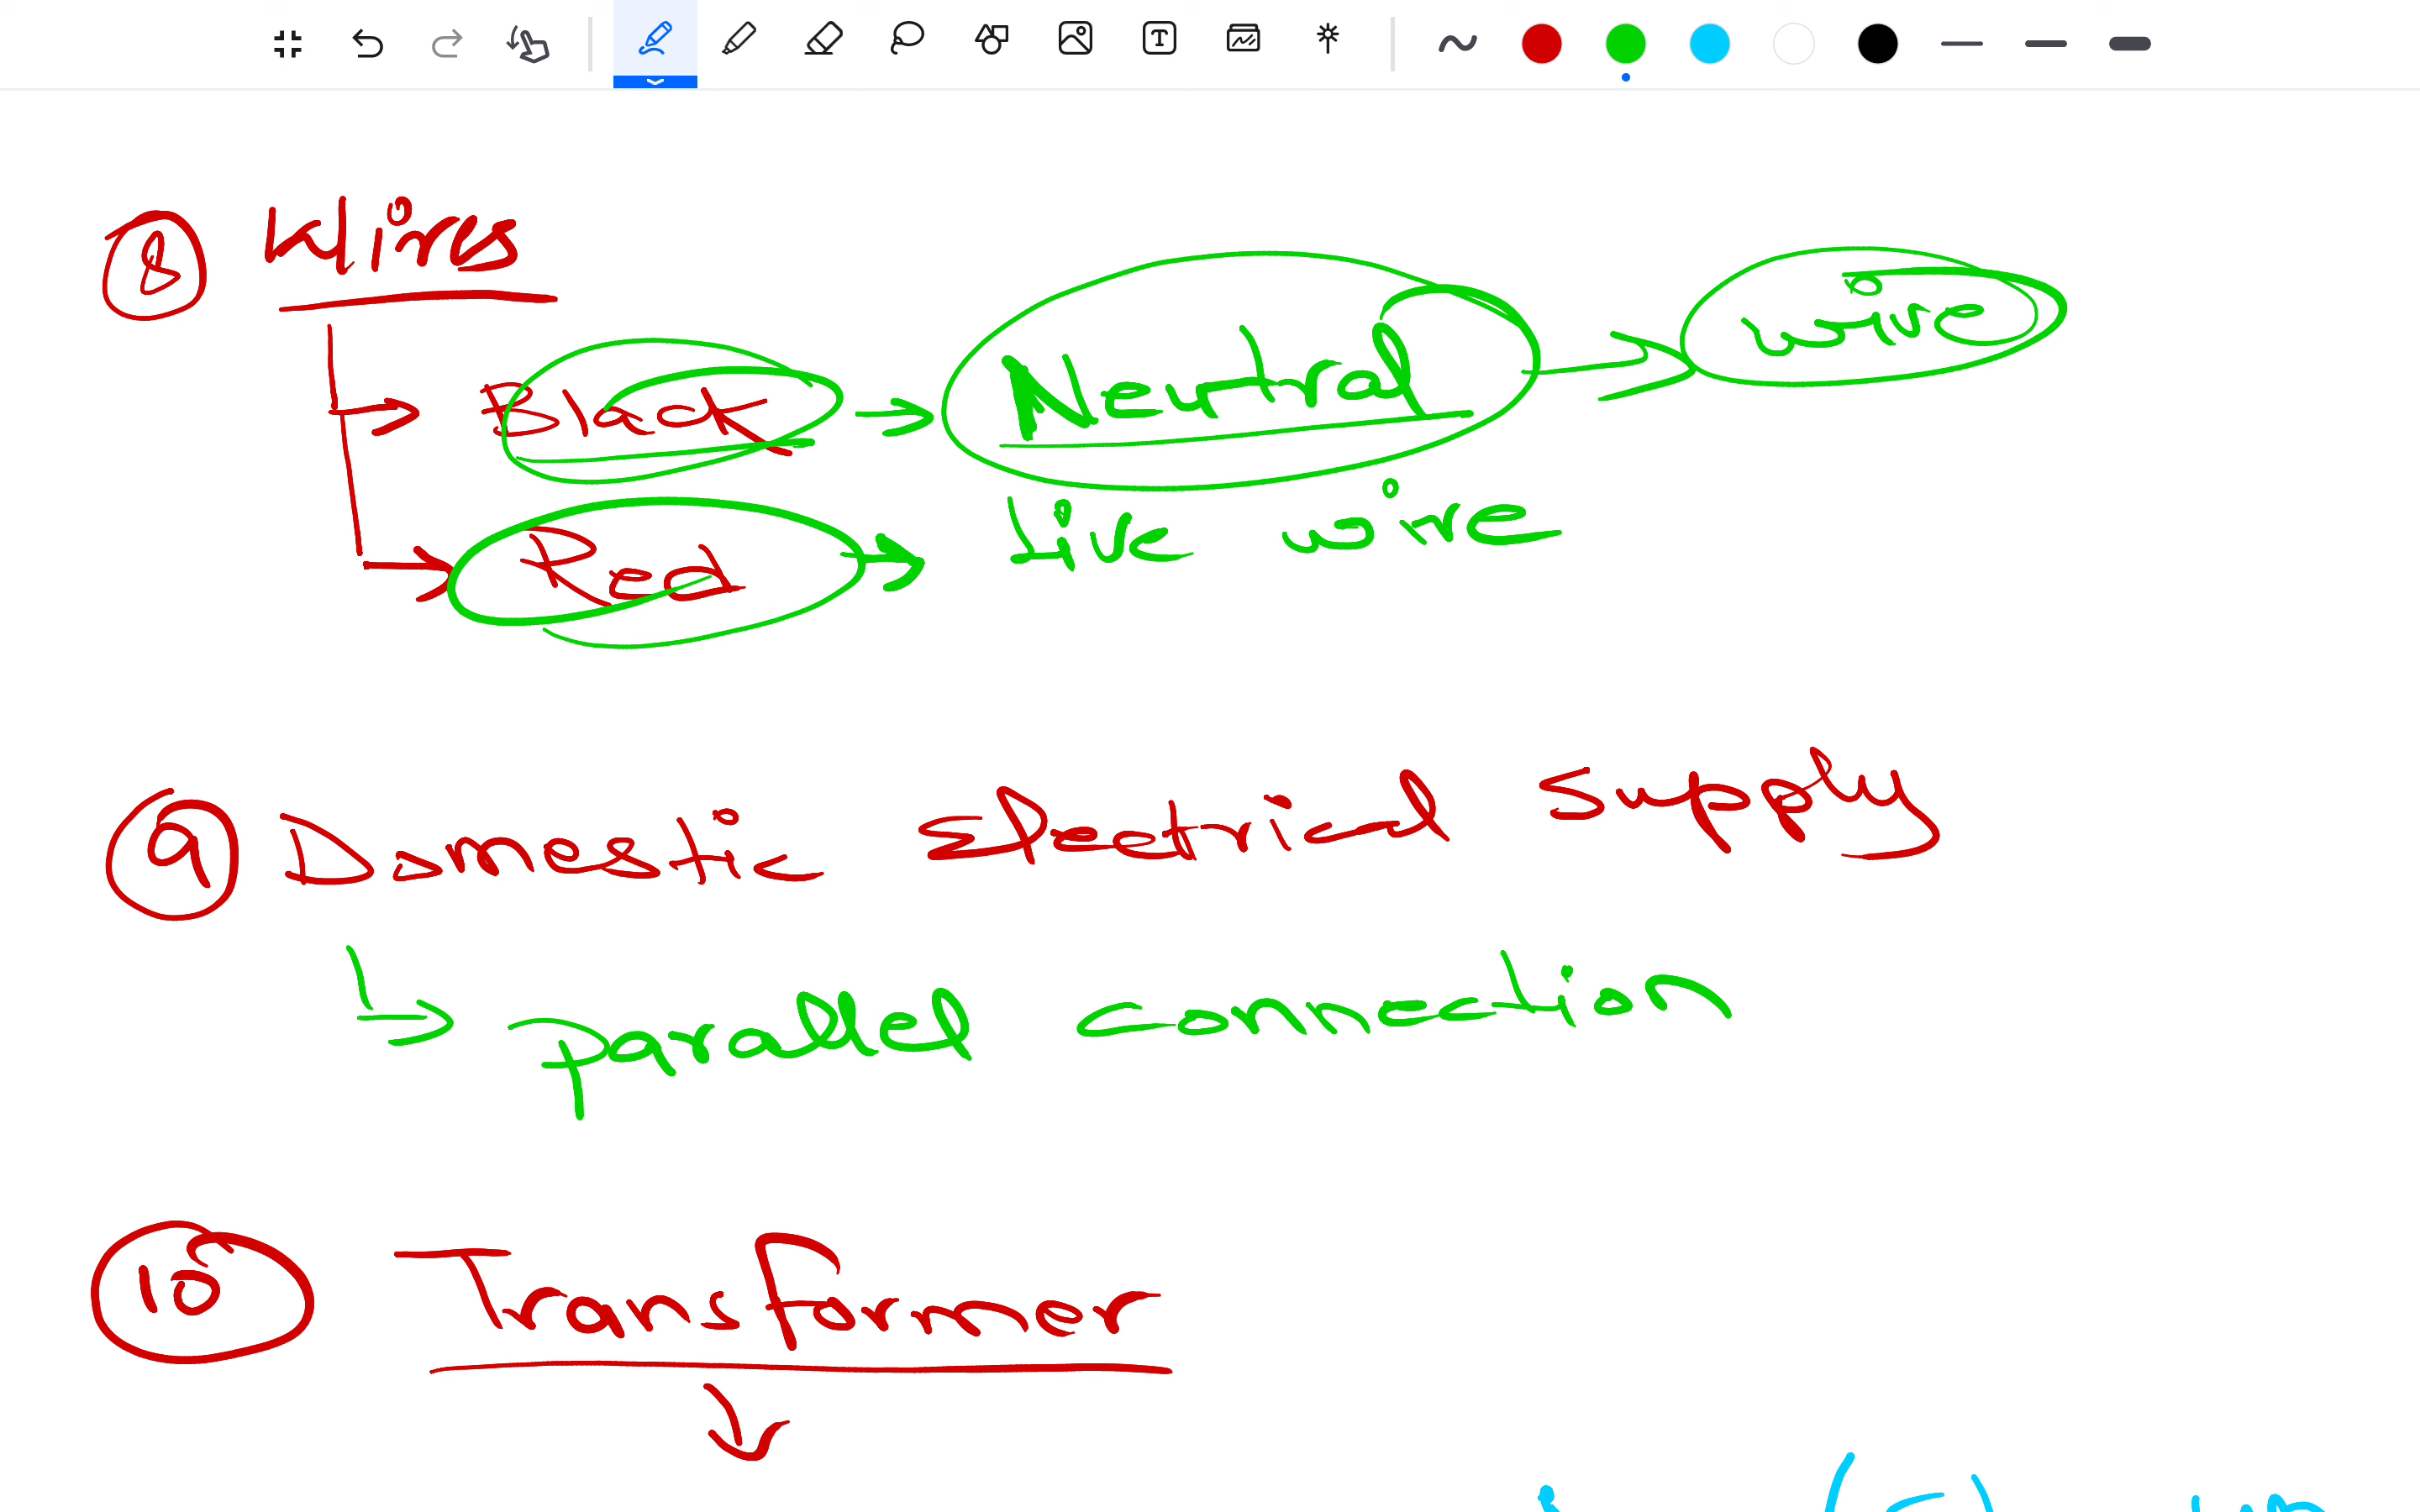 8 Wires
Black → Neutral → wire
Red → Live wire
9 Domestic Electrical Supply
↳ parallel connection
10 Transformer